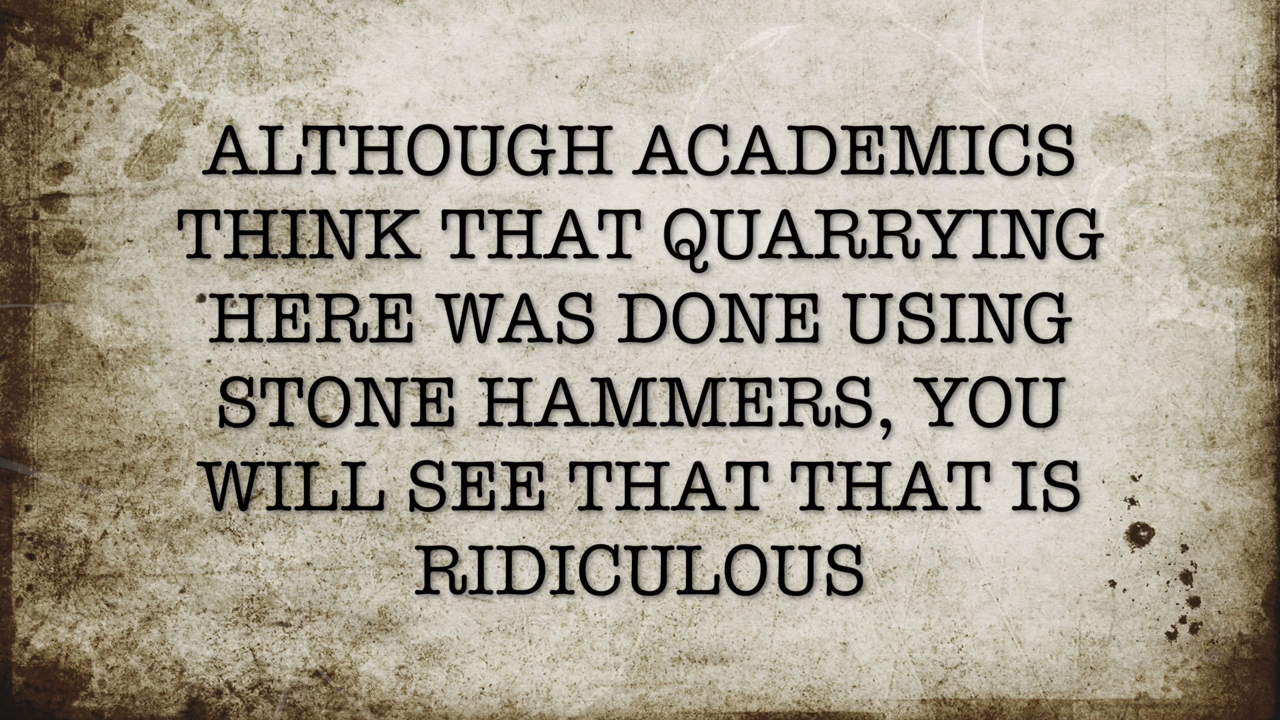 ALTHOUGH ACADEMICS
THINK THAT QUARRYING
HERE WAS DONE USING
STONE HAMMERS, YOU
WILL SEE THAT THAT IS
RIDICULOUS